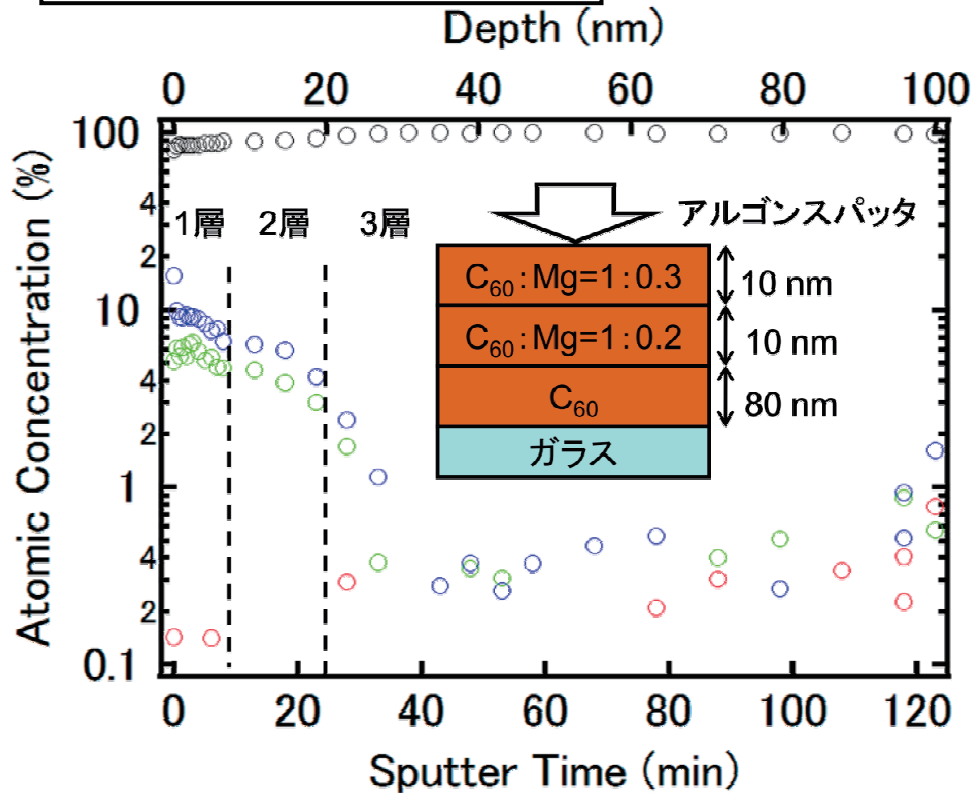 Depth (nm)
0 20 40 60 80 100
Atomic Concentration (%)
100
4
2
10
4
2
1
4
2
0.1
1層 2層 3層
アルゴンスパッタ
C₆₀:Mg=1:0.3
10 nm
C₆₀:Mg=1:0.2
10 nm
C₆₀
80 nm
ガラス
0 20 40 60 80 100 120
Sputter Time (min)